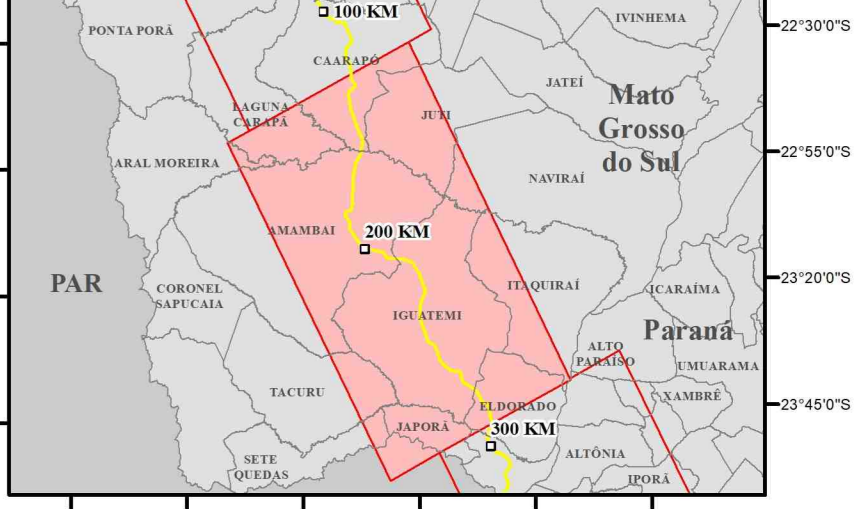 100 KM
IVINHEMA
22°30'0"S
PONTA PORÃ
CAARAPÓ
JATEÍ
Mato
Grosso
do Sul
LAGUNA
CARAPÃ
JUTI
22°55'0"S
ARAL MOREIRA
NAVIRAÍ
AMAMBAI
200 KM
23°20'0"S
PAR
CORONEL
SAPUCAIA
ITAQUIRAÍ
ICARAÍMA
IGUATEMI
Paraná
ALTO
PARAÍSO
UMUARAMA
TACURU
XAMBRÊ
ELDORADO
23°45'0"S
JAPORÃ
300 KM
SETE
QUEDAS
ALTÔNIA
IPORÃ